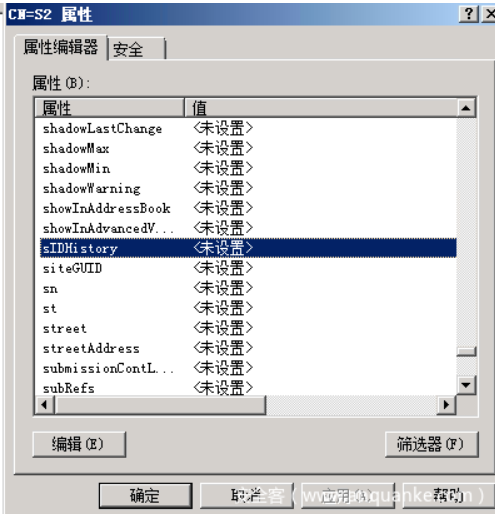 CN=S2 属性
属性编辑器 安全
属性(B):
属性 值
shadowLastChange <未设置>
shadowMax <未设置>
shadowMin <未设置>
shadowWarning <未设置>
showInAddressBook <未设置>
showInAdvancedV... <未设置>
sIDHistory <未设置>
siteGUID <未设置>
sn <未设置>
st <未设置>
street <未设置>
streetAddress <未设置>
submissionContL... <未设置>
subRefs <未设置>
编辑(E) 筛选器(F)
确定 取消 应用(A) 帮助
安全客(www.anquanke.com)